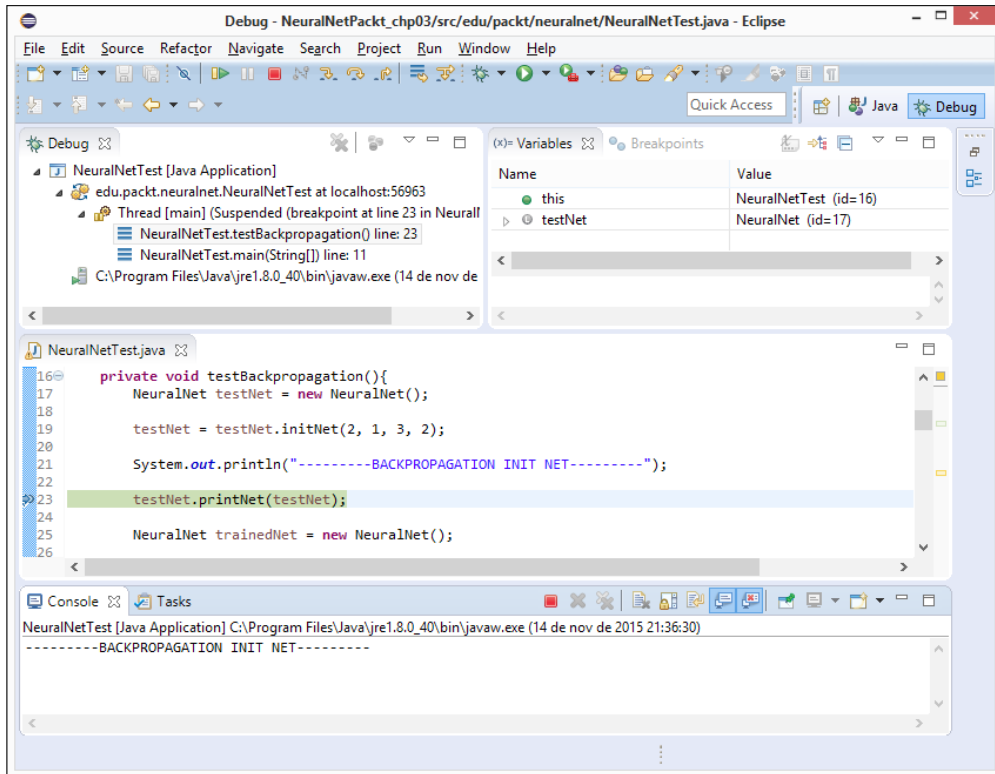 Debug - NeuralNetPackt_chp03/src/edu/packt/neuralnet/NeuralNetTest.java - Eclipse
File Edit Source Refactor Navigate Search Project Run Window Help
Quick Access Java Debug
Debug
NeuralNetTest [Java Application]
edu.packt.neuralnet.NeuralNetTest at localhost:56963
Thread [main] (Suspended (breakpoint at line 23 in Neural
NeuralNetTest.testBackpropagation() line: 23
NeuralNetTest.main(String[]) line: 11
C:\Program Files\Java\jre1.8.0_40\bin\javaw.exe (14 de nov de
(x)= Variables Breakpoints
Name Value
this NeuralNetTest (id=16)
testNet NeuralNet (id=17)
NeuralNetTest.java
16 private void testBackpropagation(){
17 NeuralNet testNet = new NeuralNet();
18
19 testNet = testNet.initNet(2, 1, 3, 2);
20
21 System.out.println("---------BACKPROPAGATION INIT NET---------");
22
23 testNet.printNet(testNet);
24
25 NeuralNet trainedNet = new NeuralNet();
26
Console Tasks
NeuralNetTest [Java Application] C:\Program Files\Java\jre1.8.0_40\bin\javaw.exe (14 de nov de 2015 21:36:30)
---------BACKPROPAGATION INIT NET---------